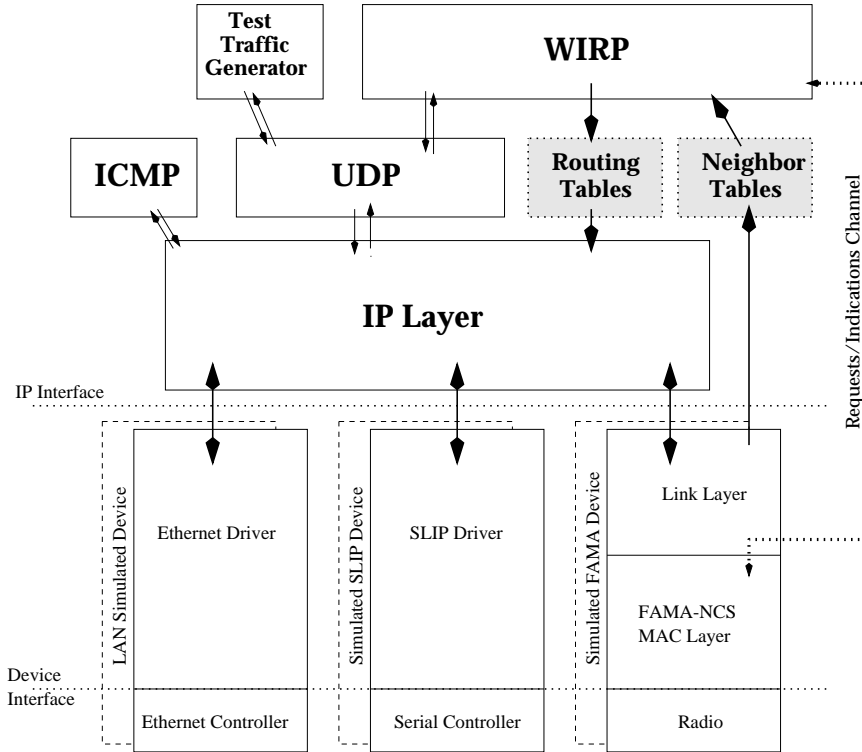 Test
Traffic
Generator
WIRP
ICMP
UDP
Routing
Tables
Neighbor
Tables
IP Layer
Requests/Indications Channel
IP Interface
LAN Simulated Device
Ethernet Driver
Simulated SLIP Device
SLIP Driver
Simulated FAMA Device
Link Layer
FAMA-NCS
MAC Layer
Device
Interface
Ethernet Controller
Serial Controller
Radio